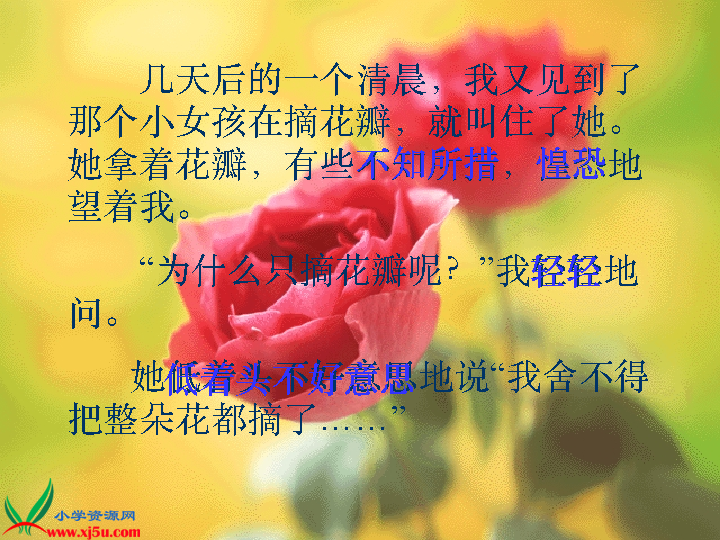 几天后的一个清晨，我又见到了
那个小女孩在摘花瓣，就叫住了她。
她拿着花瓣，有些不知所措，惶恐地
望着我。
“为什么只摘花瓣呢？”我轻轻地
问。
她低着头不好意思地说“我舍不得
把整朵花都摘了……”
小学资源网
www.xj5u.com